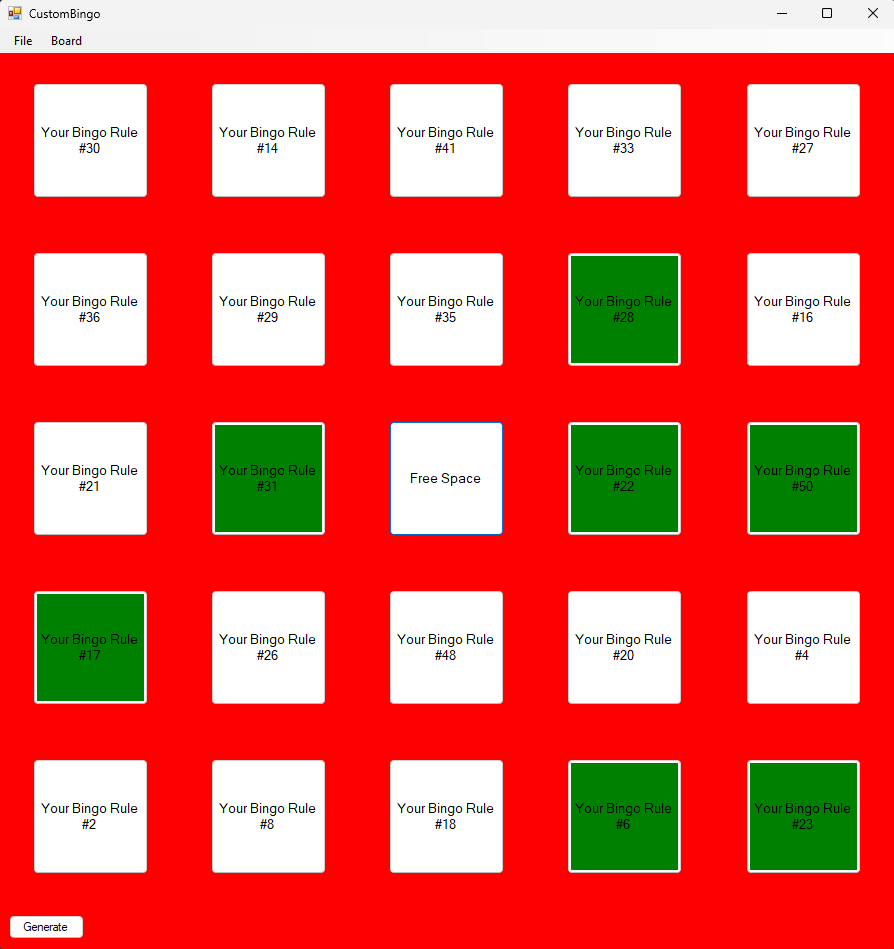 CustomBingo
File Board
Your Bingo Rule
#30
Your Bingo Rule
#14
Your Bingo Rule
#41
Your Bingo Rule
#33
Your Bingo Rule
#27
Your Bingo Rule
#36
Your Bingo Rule
#29
Your Bingo Rule
#35
Your Bingo Rule
#28
Your Bingo Rule
#16
Your Bingo Rule
#21
Your Bingo Rule
#31
Free Space
Your Bingo Rule
#22
Your Bingo Rule
#50
Your Bingo Rule
#17
Your Bingo Rule
#26
Your Bingo Rule
#48
Your Bingo Rule
#20
Your Bingo Rule
#4
Your Bingo Rule
#2
Your Bingo Rule
#8
Your Bingo Rule
#18
Your Bingo Rule
#6
Your Bingo Rule
#23
Generate